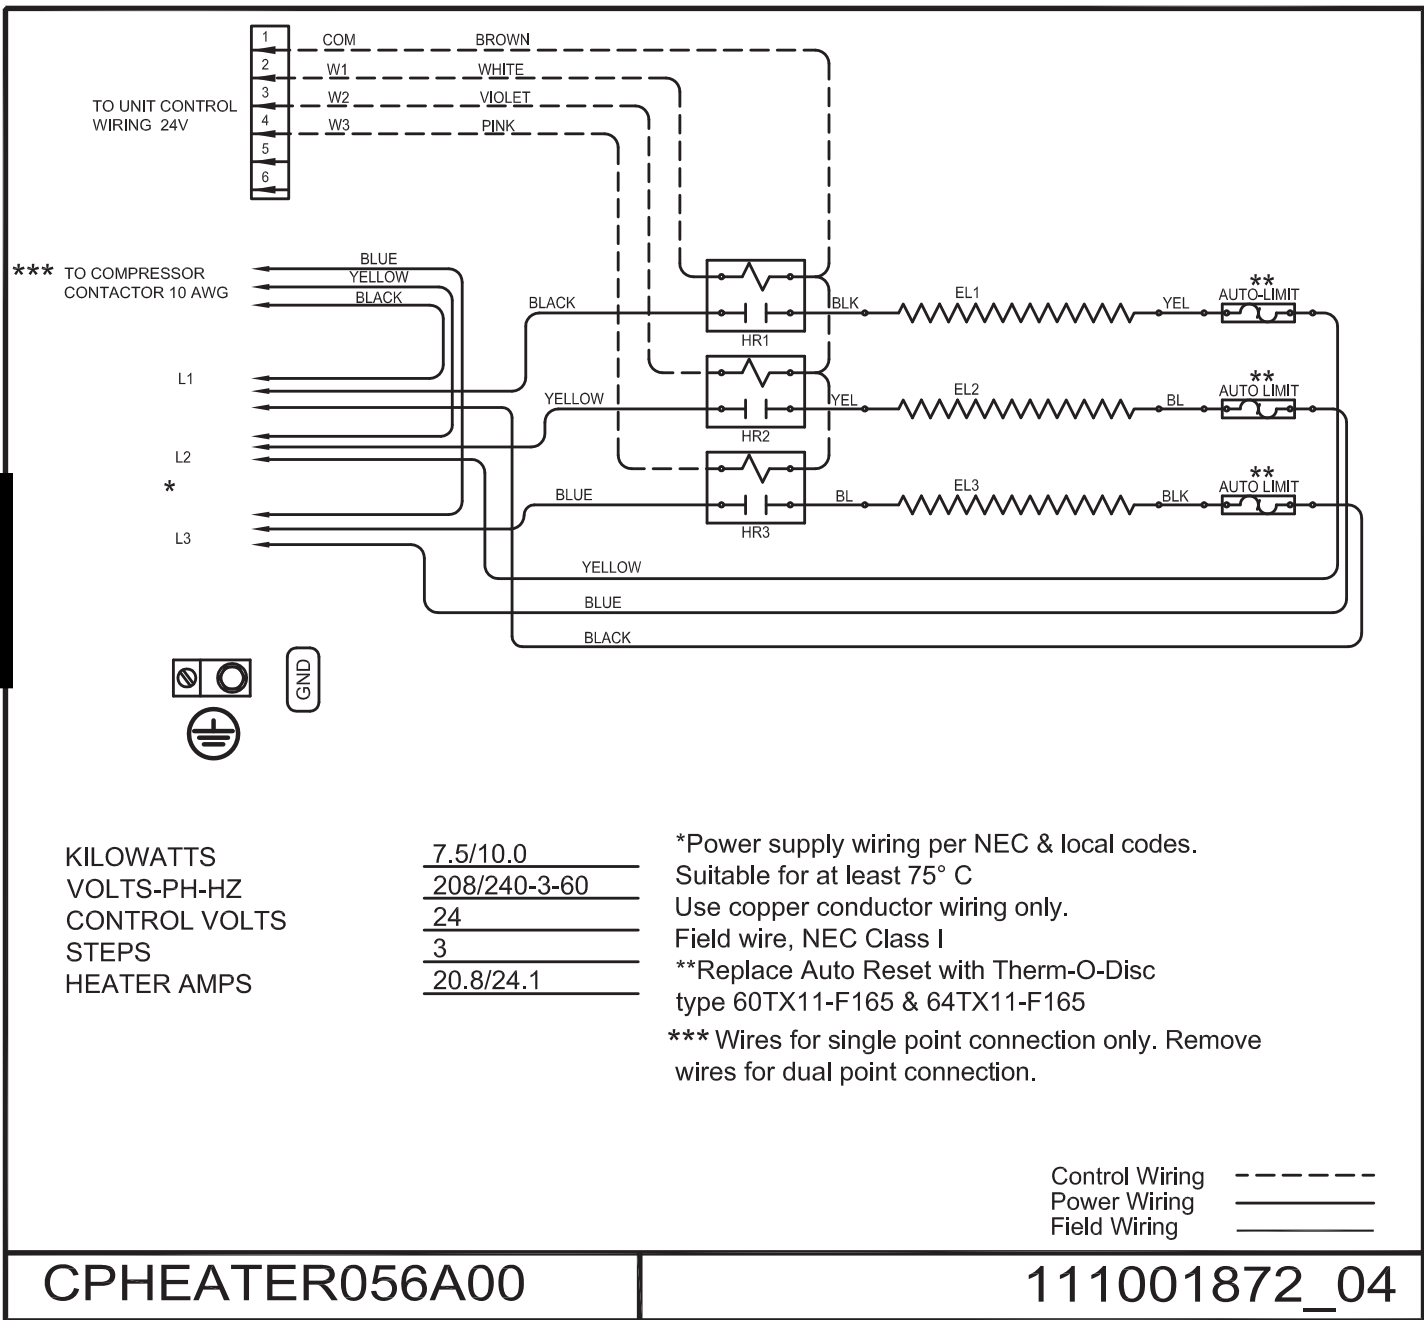 1 COM BROWN
2 W1 WHITE
3 W2 VIOLET
4 W3 PINK
5
6
TO UNIT CONTROL
WIRING 24V
*** TO COMPRESSOR
CONTACTOR 10 AWG
BLUE
YELLOW
BLACK
BLACK
HR1
BLK
EL1
YEL
**
AUTO-LIMIT
L1
YELLOW
HR2
YEL
EL2
BL
**
AUTO LIMIT
L2
*
BLUE
HR3
BL
EL3
BLK
**
AUTO LIMIT
L3
YELLOW
BLUE
BLACK
GND
KILOWATTS 7.5/10.0
VOLTS-PH-HZ 208/240-3-60
CONTROL VOLTS 24
STEPS 3
HEATER AMPS 20.8/24.1
*Power supply wiring per NEC & local codes.
Suitable for at least 75° C
Use copper conductor wiring only.
Field wire, NEC Class I
**Replace Auto Reset with Therm-O-Disc
type 60TX11-F165 & 64TX11-F165
*** Wires for single point connection only. Remove
wires for dual point connection.
Control Wiring
Power Wiring
Field Wiring
CPHEATER056A00
111001872_04